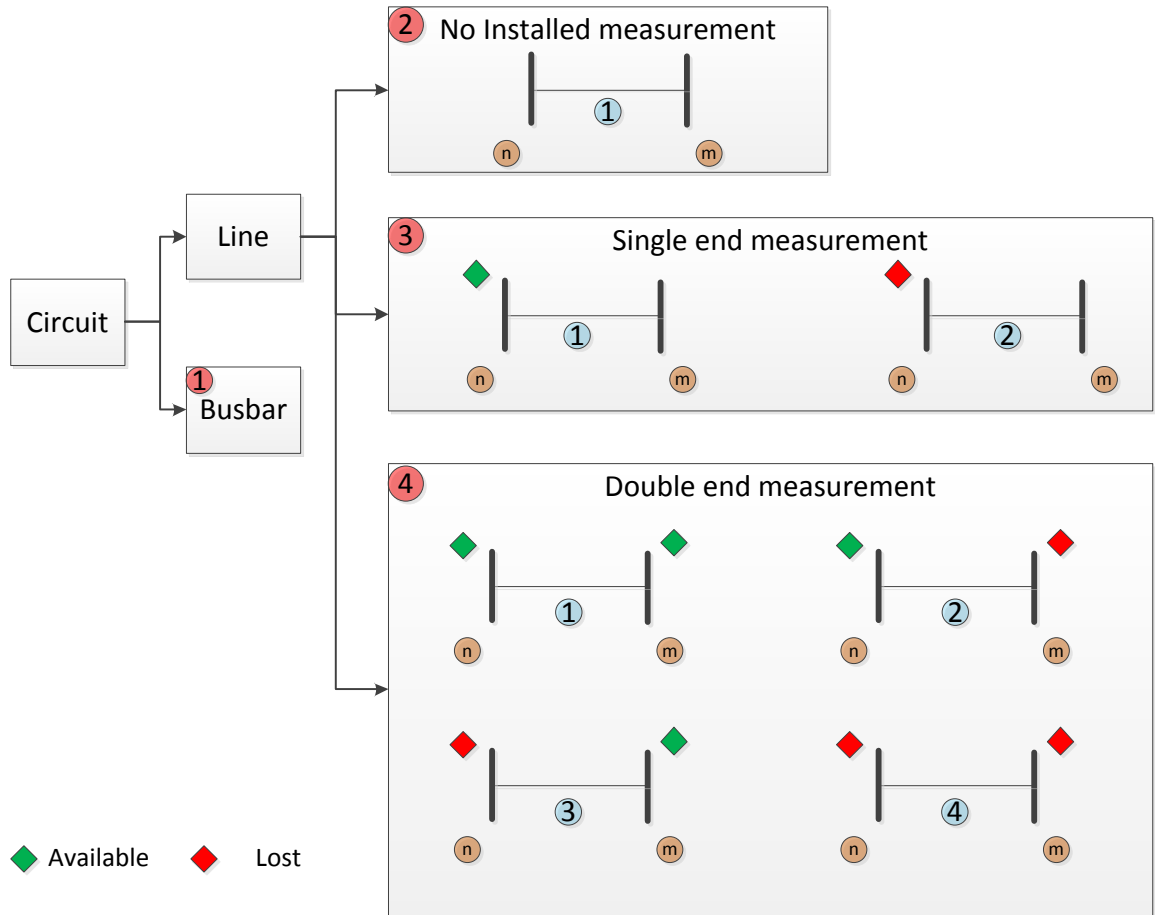 2
No Installed measurement
1
n
m
Line
3
Single end measurement
1
2
n
m
n
m
Circuit
1
Busbar
4
Double end measurement
1
2
n
m
n
m
3
4
n
m
n
m
Available
Lost